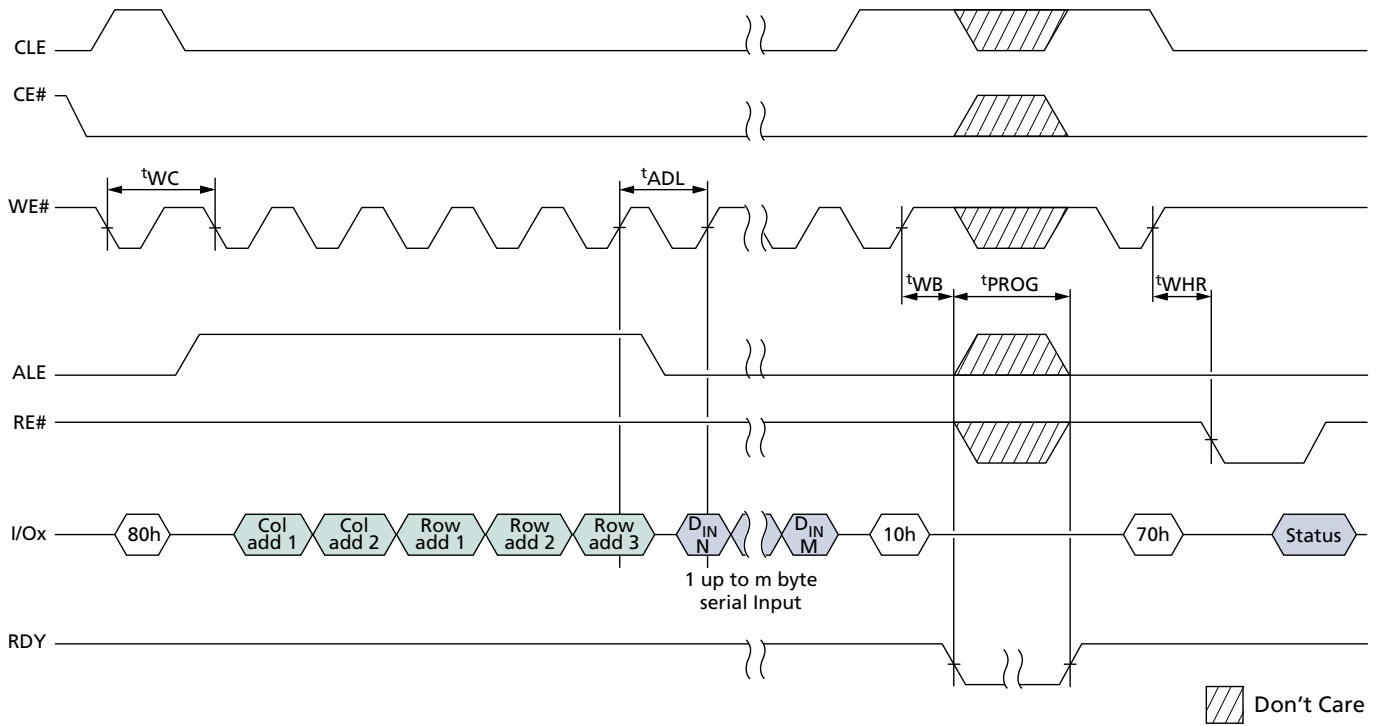 CLE
CE#
tWC
tADL
WE#
tWB
tPROG
tWHR
ALE
RE#
I/Ox
80h
Col
add 1
Col
add 2
Row
add 1
Row
add 2
Row
add 3
DIN
N
DIN
M
10h
70h
Status
1 up to m byte
serial Input
RDY
Don't Care